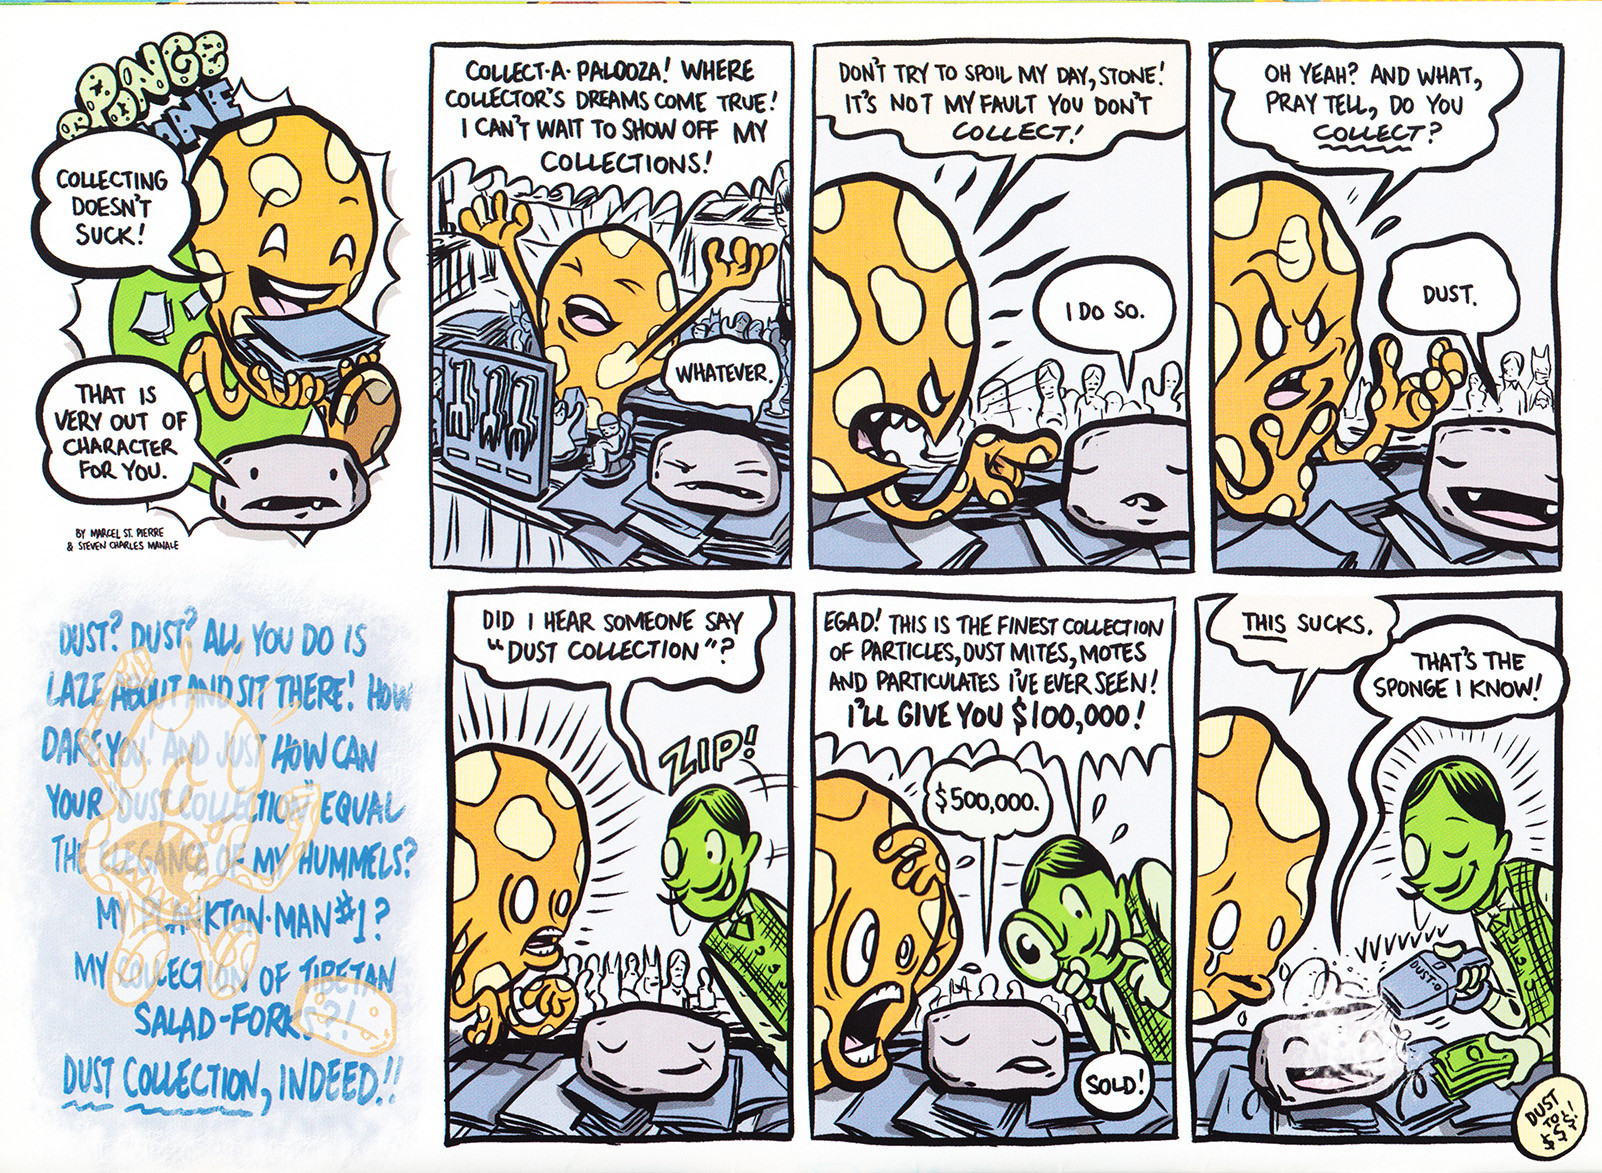 SPONGE
COLLECTING
DOESN'T
SUCK!
THAT IS
VERY OUT OF
CHARACTER
FOR YOU.
BY MARCEL ST. PIERRE
& STEVEN CHARLES MANALE
COLLECT-A-PALOOZA! WHERE
COLLECTOR'S DREAMS COME TRUE!
I CAN'T WAIT TO SHOW OFF MY
COLLECTIONS!
WHATEVER.
DON'T TRY TO SPOIL MY DAY, STONE!
IT'S NOT MY FAULT YOU DON'T
COLLECT!
I DO SO.
OH YEAH? AND WHAT,
PRAY TELL, DO YOU
COLLECT?
DUST.
DUST? DUST? ALL YOU DO IS
LAZE ABOUT AND SIT THERE! HOW
DARE YOU! AND JUST HOW CAN
YOUR "DUST COLLECTION" EQUAL
THE ELEGANCE OF MY HUMMELS?
MY PLANKTON-MAN #1?
MY COLLECTION OF TIBETAN
SALAD-FORKS?!
DUST COLLECTION, INDEED!!
DID I HEAR SOMEONE SAY
"DUST COLLECTION"?
ZIP!
EGAD! THIS IS THE FINEST COLLECTION
OF PARTICLES, DUST MITES, MOTES
AND PARTICULATES I'VE EVER SEEN!
I'LL GIVE YOU $100,000!
$500,000.
SOLD!
THIS SUCKS.
THAT'S THE
SPONGE I KNOW!
VVVVVVV
DUST-O
DUST
TO
$$$!